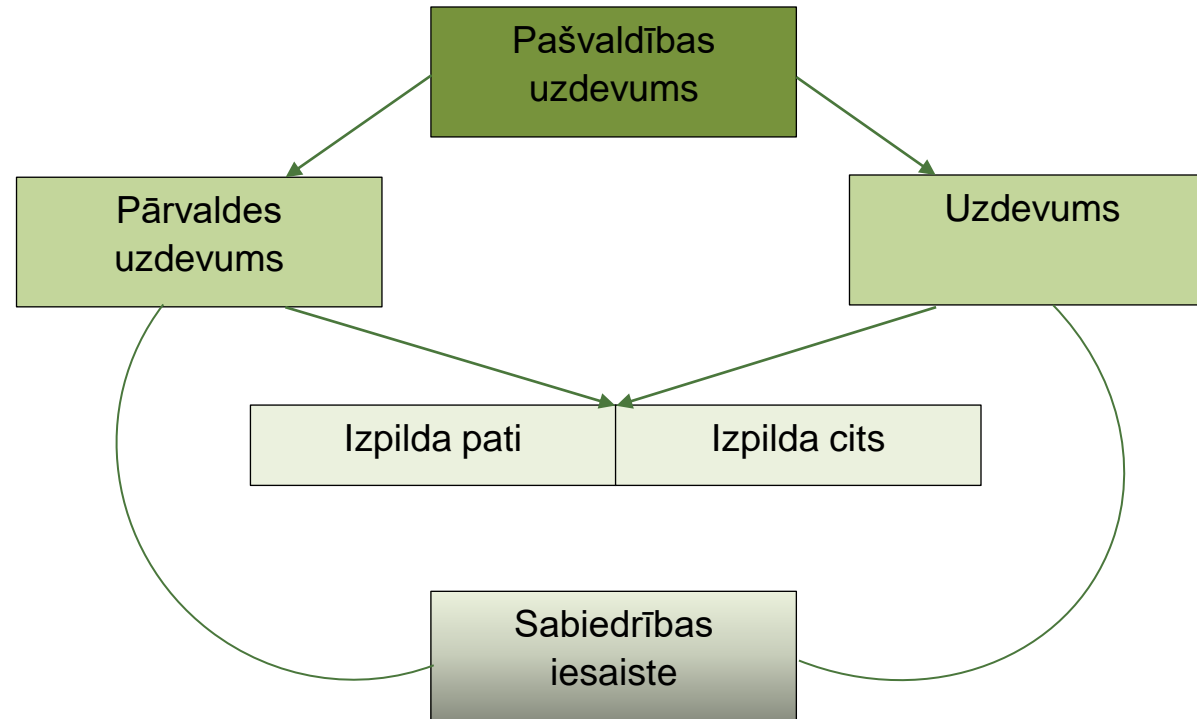 Pašvaldības
uzdevums
Pārvaldes
uzdevums
Uzdevums
Izpilda pati
Izpilda cits
Sabiedrības
iesaiste